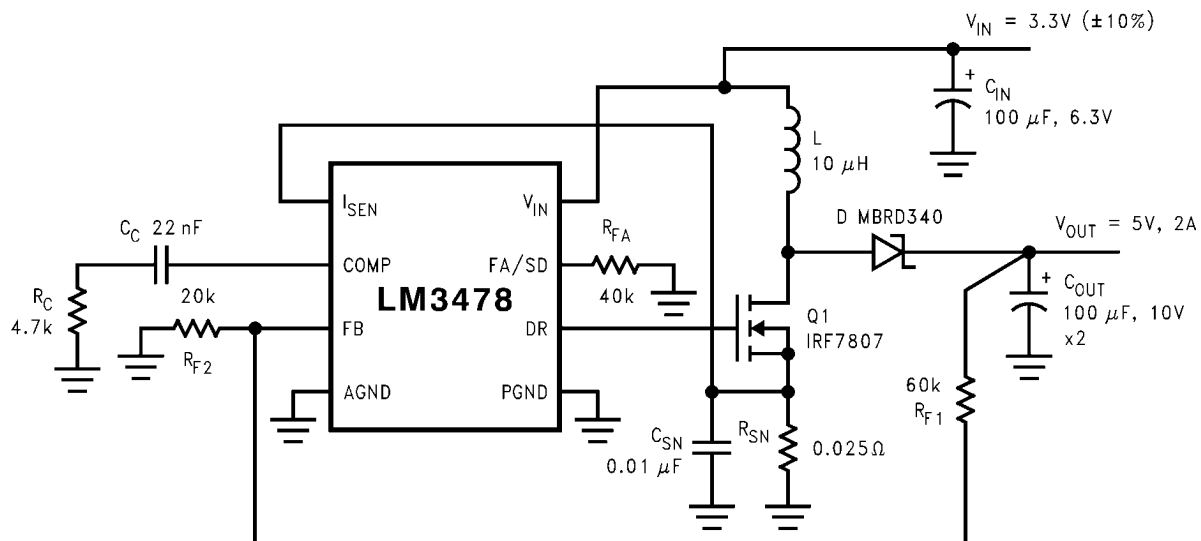 V_IN = 3.3V (±10%)
+
C_IN
100 μF, 6.3V
L
10 μH
I_SEN
V_IN
D MBRD340
V_OUT = 5V, 2A
C_C 22 nF
R_FA
COMP
FA/SD
40k
+
C_OUT
100 μF, 10V
x2
R_C
4.7k
20k
LM3478
Q1
IRF7807
FB
DR
R_F2
60k
R_F1
AGND
PGND
C_SN
0.01 μF
R_SN
0.025Ω